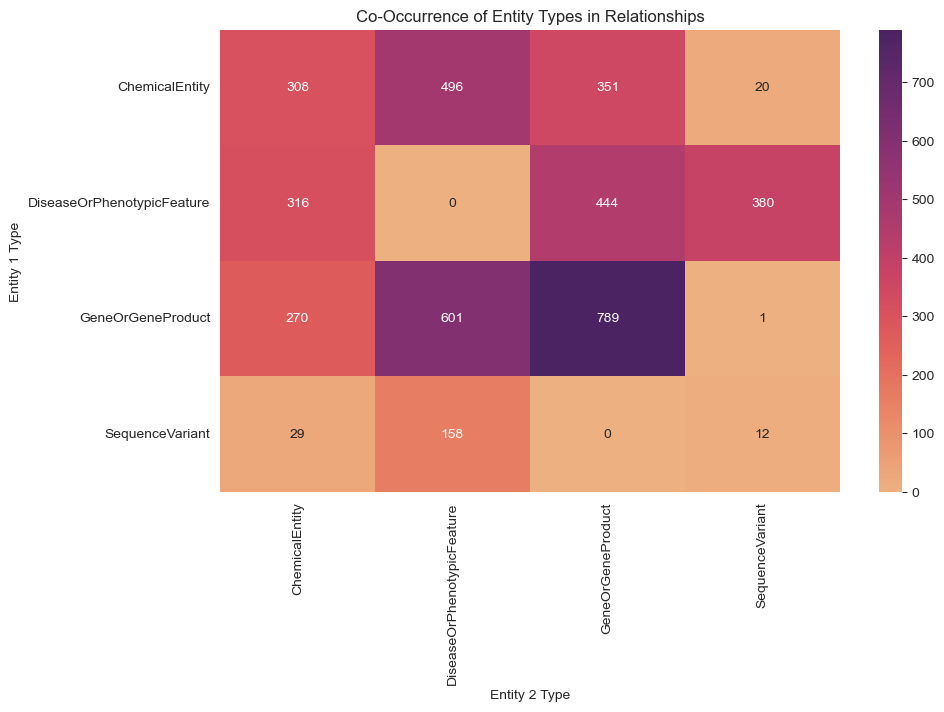 Co-Occurrence of Entity Types in Relationships
Entity 1 Type
ChemicalEntity 308 496 351 20
DiseaseOrPhenotypicFeature 316 0 444 380
GeneOrGeneProduct 270 601 789 1
SequenceVariant 29 158 0 12
ChemicalEntity
DiseaseOrPhenotypicFeature
GeneOrGeneProduct
SequenceVariant
Entity 2 Type
700
600
500
400
300
200
100
0